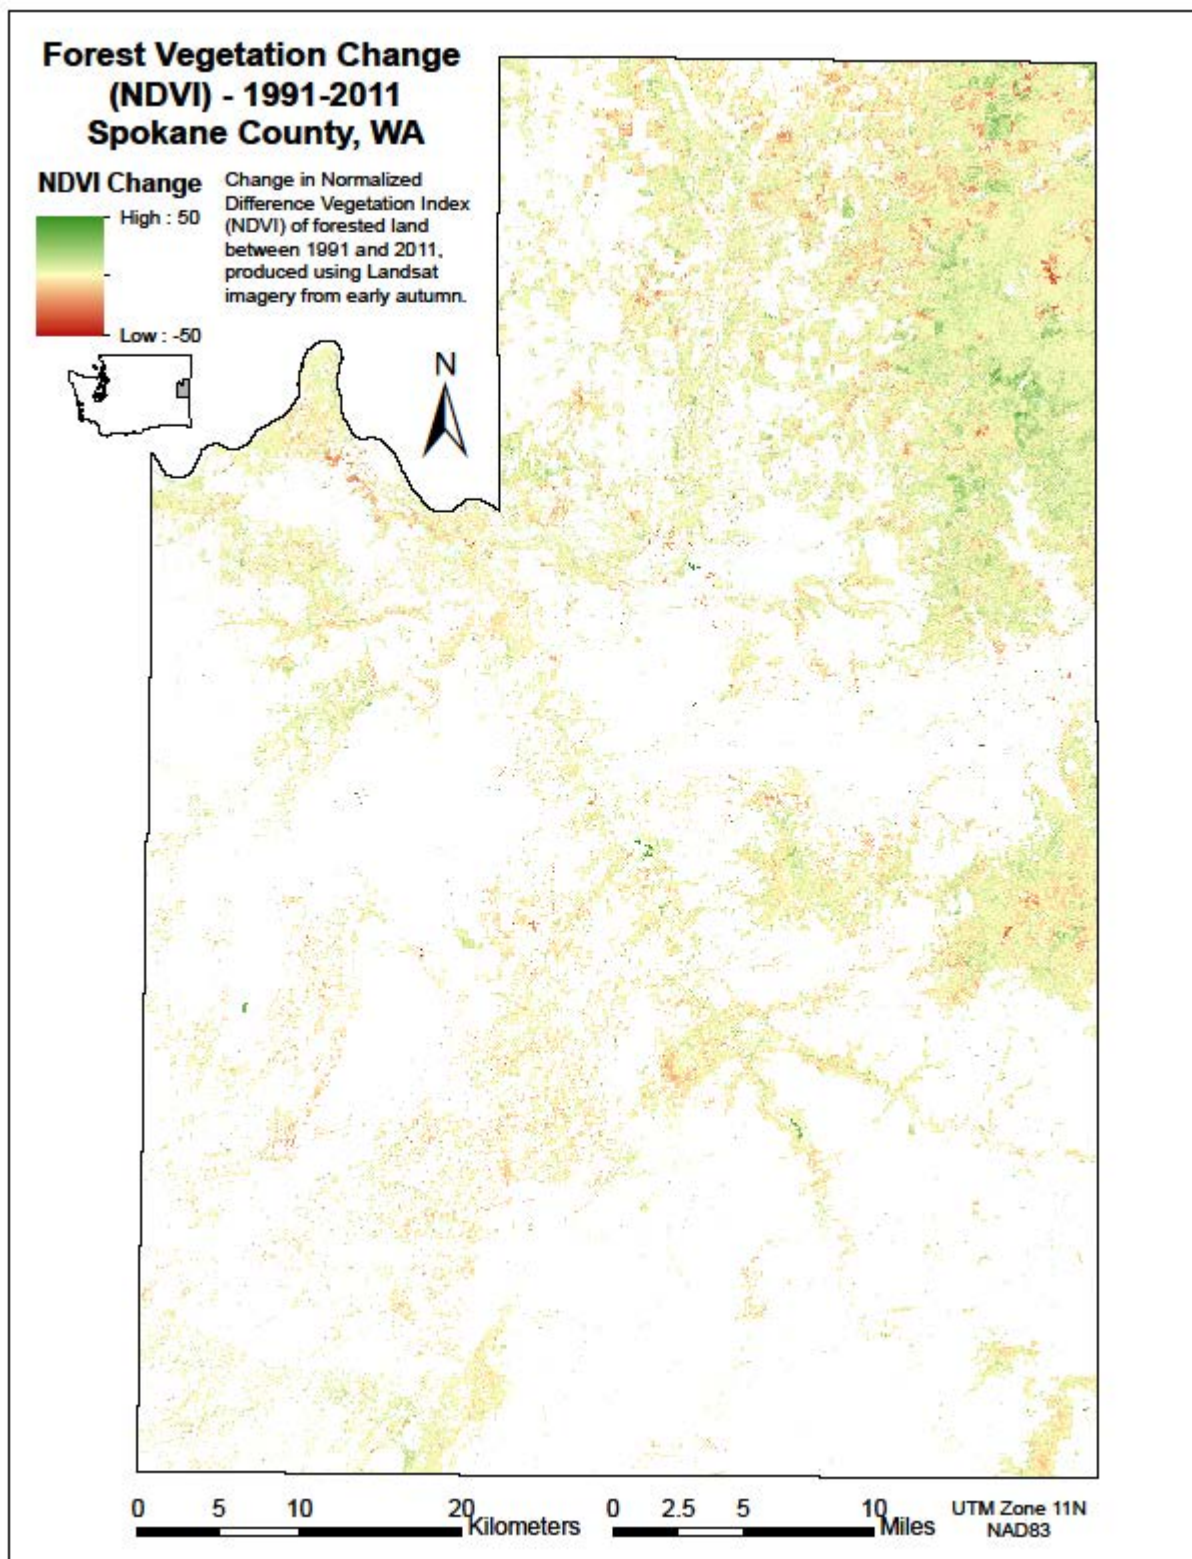 Forest Vegetation Change
(NDVI) - 1991-2011
Spokane County, WA
NDVI Change
High : 50
Low : -50
Change in Normalized
Difference Vegetation Index
(NDVI) of forested land
between 1991 and 2011,
produced using Landsat
imagery from early autumn.
N
0 5 10 20 Kilometers
0 2.5 5 10 Miles
UTM Zone 11N
NAD83